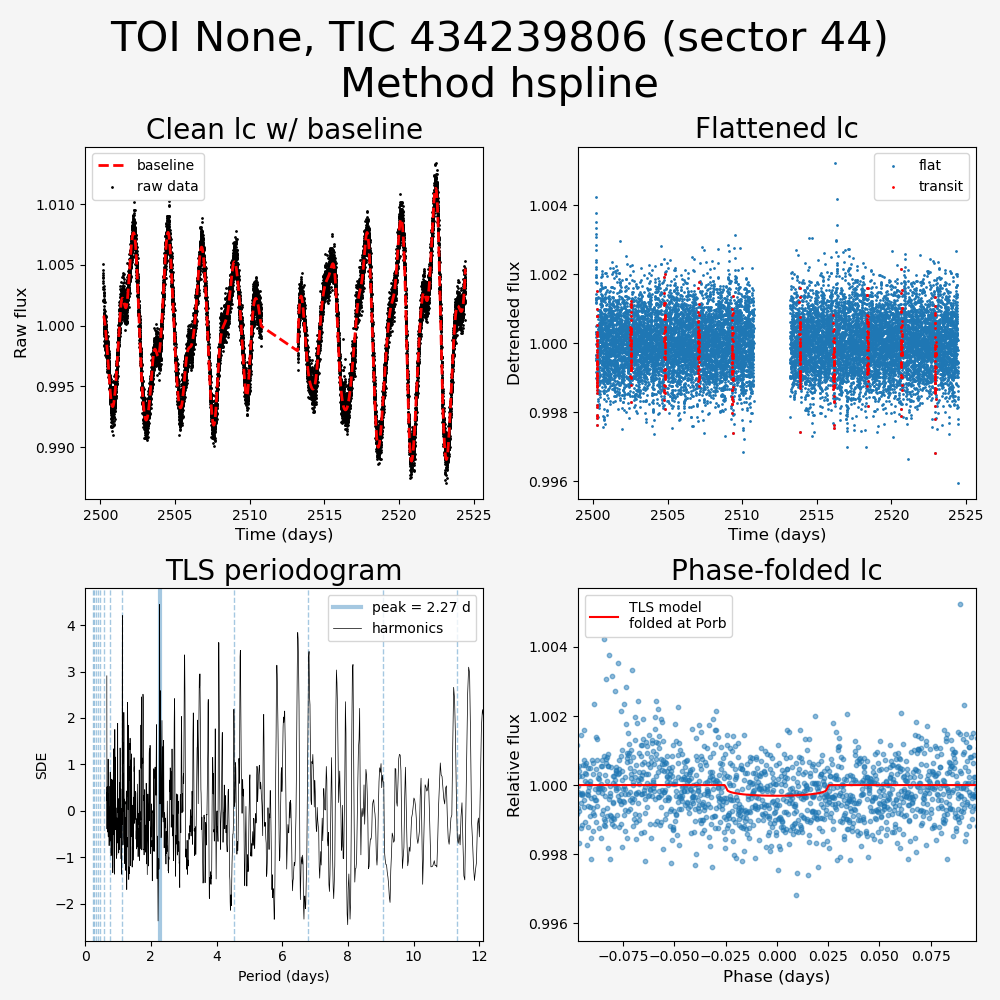 TOI None, TIC 434239806 (sector 44)
Method hspline
Clean lc w/ baseline
baseline
raw data
1.010
1.005
1.000
0.995
0.990
Raw flux
2500 2505 2510 2515 2520 2525
Time (days)
Flattened lc
flat
transit
1.004
1.002
1.000
0.998
0.996
Detrended flux
2500 2505 2510 2515 2520 2525
Time (days)
TLS periodogram
peak = 2.27 d
harmonics
4
3
2
1
0
−1
−2
SDE
0 2 4 6 8 10 12
Period (days)
Phase-folded lc
TLS model
folded at Porb
1.004
1.002
1.000
0.998
0.996
Relative flux
−0.075 −0.050 −0.025 0.000 0.025 0.050 0.075
Phase (days)